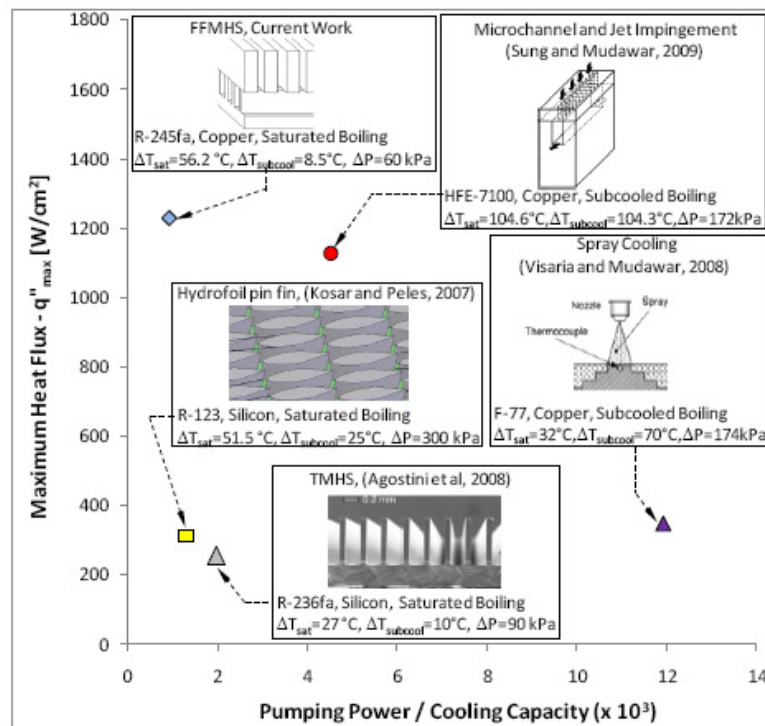 FFMHS, Current Work
R-245fa, Copper, Saturated Boiling
ΔTsat=56.2 °C, ΔTsubcool=8.5°C, ΔP=60 kPa
Microchannel and Jet Impingement
(Sung and Mudawar, 2009)
HFE-7100, Copper, Subcooled Boiling
ΔTsat=104.6°C, ΔTsubcool=104.3°C, ΔP=172kPa
Hydrofoil pin fin, (Kosar and Peles, 2007)
R-123, Silicon, Saturated Boiling
ΔTsat=51.5 °C, ΔTsubcool=25°C, ΔP=300 kPa
Spray Cooling
(Visaria and Mudawar, 2008)
Nozzle
Spray
Thermocouple
F-77, Copper, Subcooled Boiling
ΔTsat=32°C, ΔTsubcool=70°C, ΔP=174kPa
TMHS, (Agostini et al, 2008)
0.2 mm
R-236fa, Silicon, Saturated Boiling
ΔTsat=27 °C, ΔTsubcool=10°C, ΔP=90 kPa
Maximum Heat Flux - q"max [W/cm²]
1800
1600
1400
1200
1000
800
600
400
200
0
0 2 4 6 8 10 12 14
Pumping Power / Cooling Capacity (x 10³)